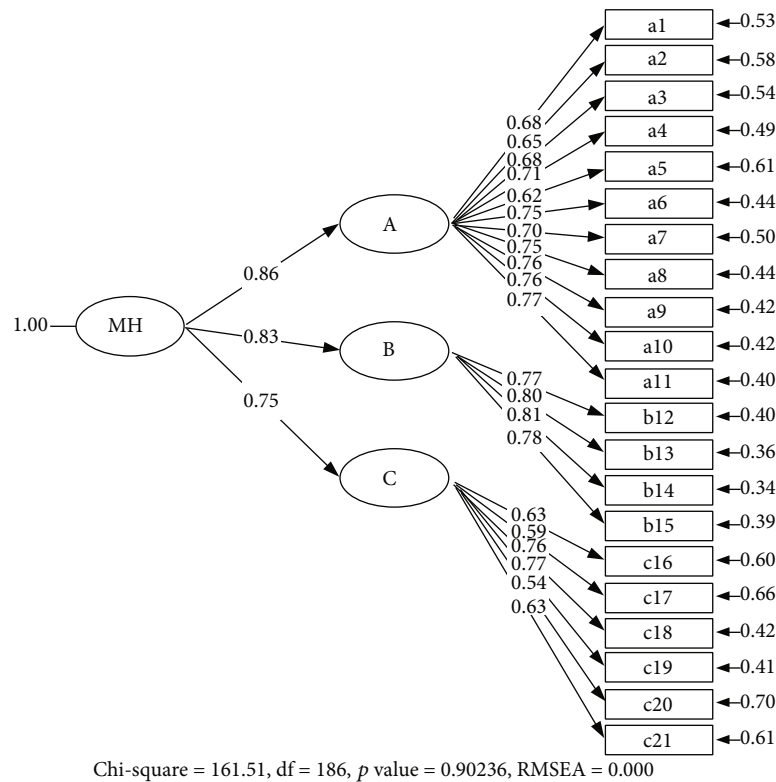 a1 0.53
a2 0.58
a3 0.54
a4 0.49
a5 0.61
a6 0.44
a7 0.50
a8 0.44
a9 0.42
a10 0.42
a11 0.40
b12 0.40
b13 0.36
b14 0.34
b15 0.39
c16 0.60
c17 0.66
c18 0.42
c19 0.41
c20 0.70
c21 0.61
0.68
0.65
0.68
0.71
0.62
0.75
0.70
0.75
0.76
0.76
0.77
A
0.86
1.00 MH
0.83
B
0.77
0.80
0.81
0.78
0.75
C
0.63
0.59
0.76
0.77
0.54
0.63
Chi-square = 161.51, df = 186, p value = 0.90236, RMSEA = 0.000